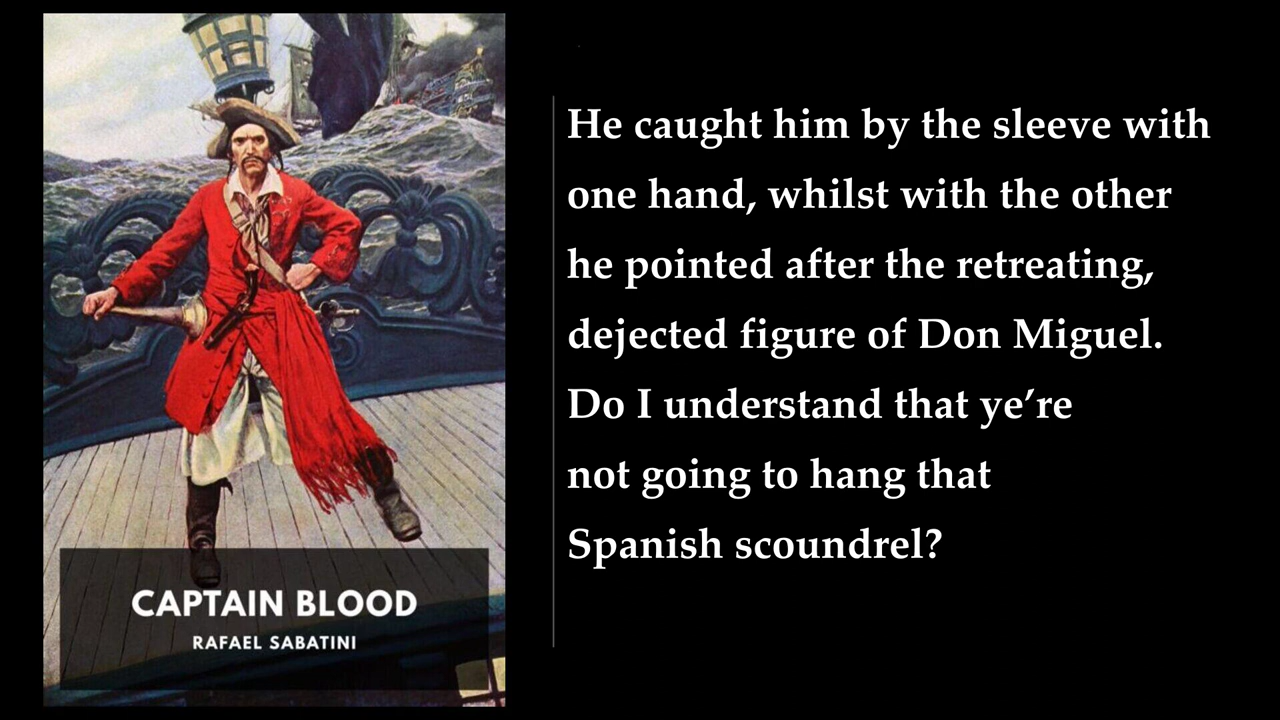 CAPTAIN BLOOD
RAFAEL SABATINI
He caught him by the sleeve with
one hand, whilst with the other
he pointed after the retreating,
dejected figure of Don Miguel.
Do I understand that ye’re
not going to hang that
Spanish scoundrel?